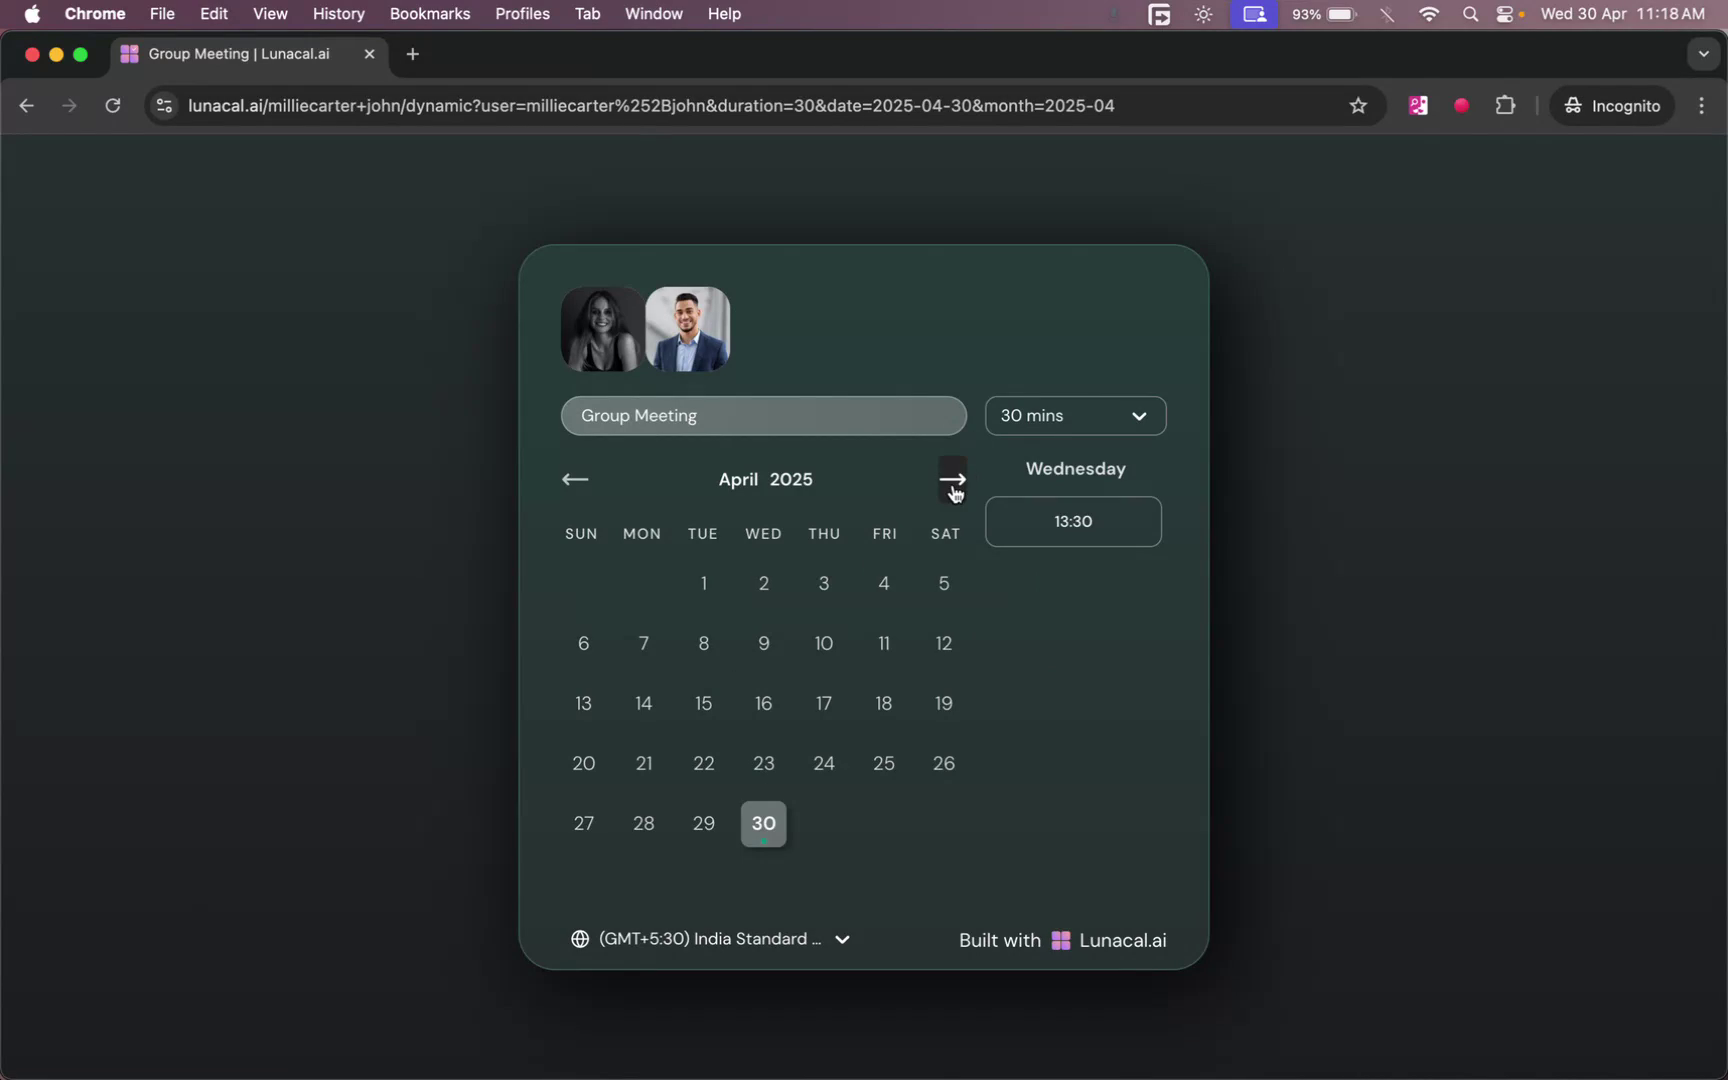 Chrome File Edit View History Bookmarks Profiles Tab Window Help 93% Wed 30 Apr 11:18 AM
Group Meeting | Lunacal.ai
lunacal.ai/milliecarter+john/dynamic?user=milliecarter%252Bjohn&duration=30&date=2025-04-30&month=2025-04 Incognito
Group Meeting 30 mins
April 2025 Wednesday
13:30
SUN MON TUE WED THU FRI SAT
1 2 3 4 5
6 7 8 9 10 11 12
13 14 15 16 17 18 19
20 21 22 23 24 25 26
27 28 29 30
(GMT+5:30) India Standard ... Built with Lunacal.ai